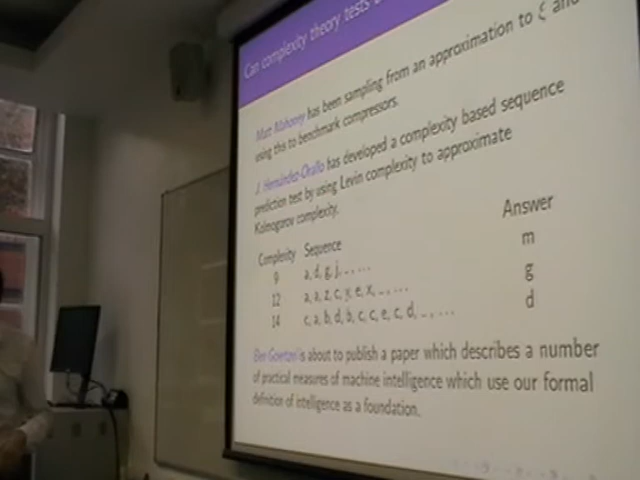 Can complexity theory tests
Matt Mahoney has been sampling from an approximation to ξ and
using this to benchmark compressors.
J. Hernández-Orallo has developed a complexity based sequence
prediction test by using Levin complexity to approximate
Kolmogorov complexity.
Complexity Sequence Answer
9 a, d, g, j, _, ... m
12 a, a, z, c, y, e, x, _, ... g
14 c, a, b, d, b, c, c, e, c, d, _, ... d
Ben Goertzel is about to publish a paper which describes a number
of practical measures of machine intelligence which use our formal
definition of intelligence as a foundation.